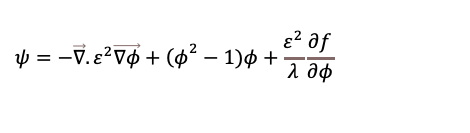 ψ = −∇⃗. ε²∇ϕ⃗ + (ϕ² − 1)ϕ + ε²/λ ∂f/∂ϕ